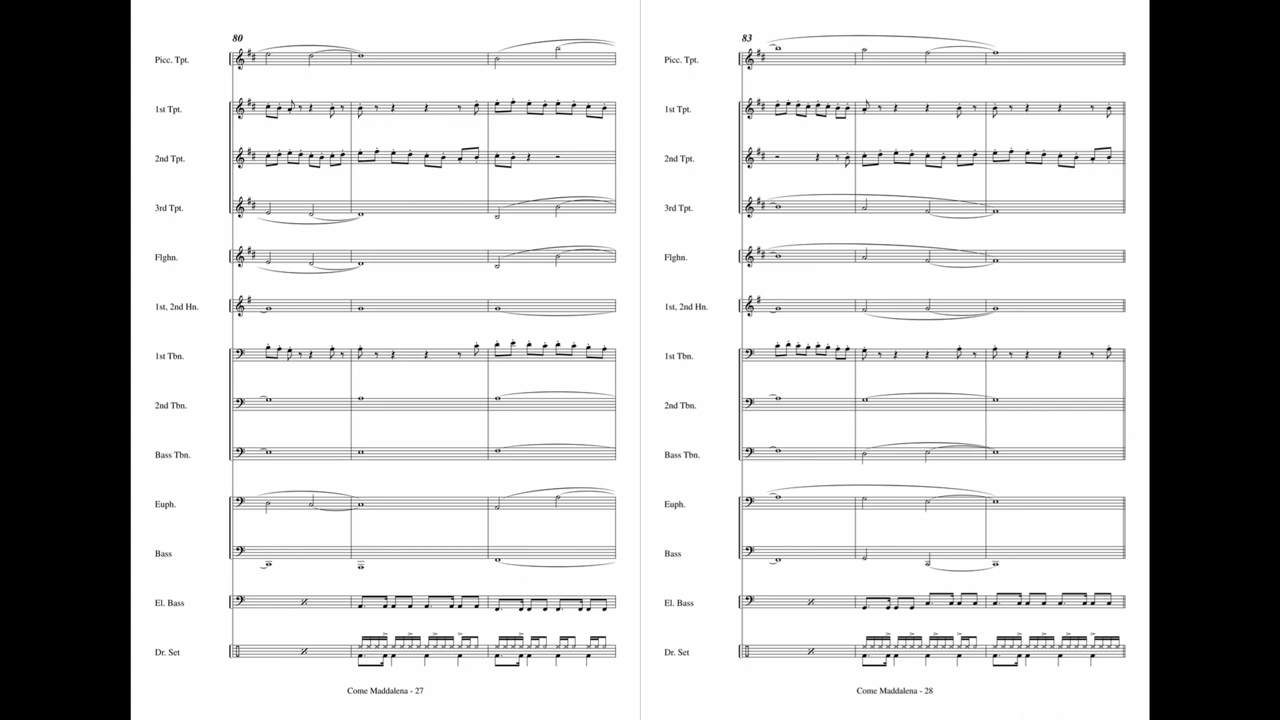 80
Picc. Tpt.
1st Tpt.
2nd Tpt.
3rd Tpt.
Flghn.
1st, 2nd Hn.
1st Tbn.
2nd Tbn.
Bass Tbn.
Euph.
Bass
El. Bass
Dr. Set
Come Maddalena - 27
83
Picc. Tpt.
1st Tpt.
2nd Tpt.
3rd Tpt.
Flghn.
1st, 2nd Hn.
1st Tbn.
2nd Tbn.
Bass Tbn.
Euph.
Bass
El. Bass
Dr. Set
Come Maddalena - 28